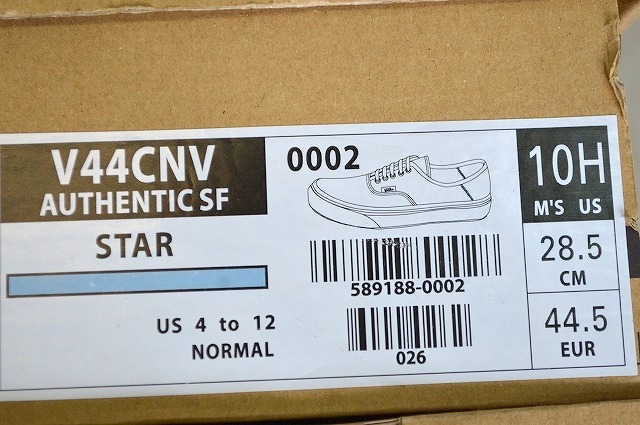 V44CNV
AUTHENTIC SF
STAR
US 4 to 12
NORMAL
0002
VANS
589188-0002
026
10H
M'S US
28.5
CM
44.5
EUR